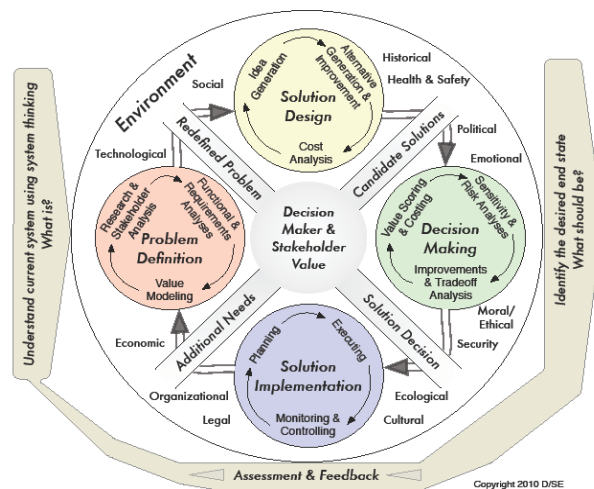 Understand current system using system thinking
What is?
Environment
Social
Historical
Health & Safety
Political
Emotional
Moral/
Ethical
Security
Ecological
Cultural
Legal
Organizational
Economic
Technological
Idea
Generation
Alternative
Generation &
Improvement
Solution
Design
Cost
Analysis
Redefined Problem
Candidate Solutions
Research &
Stakeholder
Analysis
Functional &
Requirements
Analyses
Problem
Definition
Value
Modeling
Decision
Maker &
Stakeholder
Value
Value Scoring
& Costing
Sensitivity &
Risk Analyses
Decision
Making
Improvements
& Tradeoff
Analysis
Additional Needs
Solution Decision
Planning
Executing
Solution
Implementation
Monitoring &
Controlling
Identify the desired end state
What should be?
Assessment & Feedback
Copyright 2010 D/SE